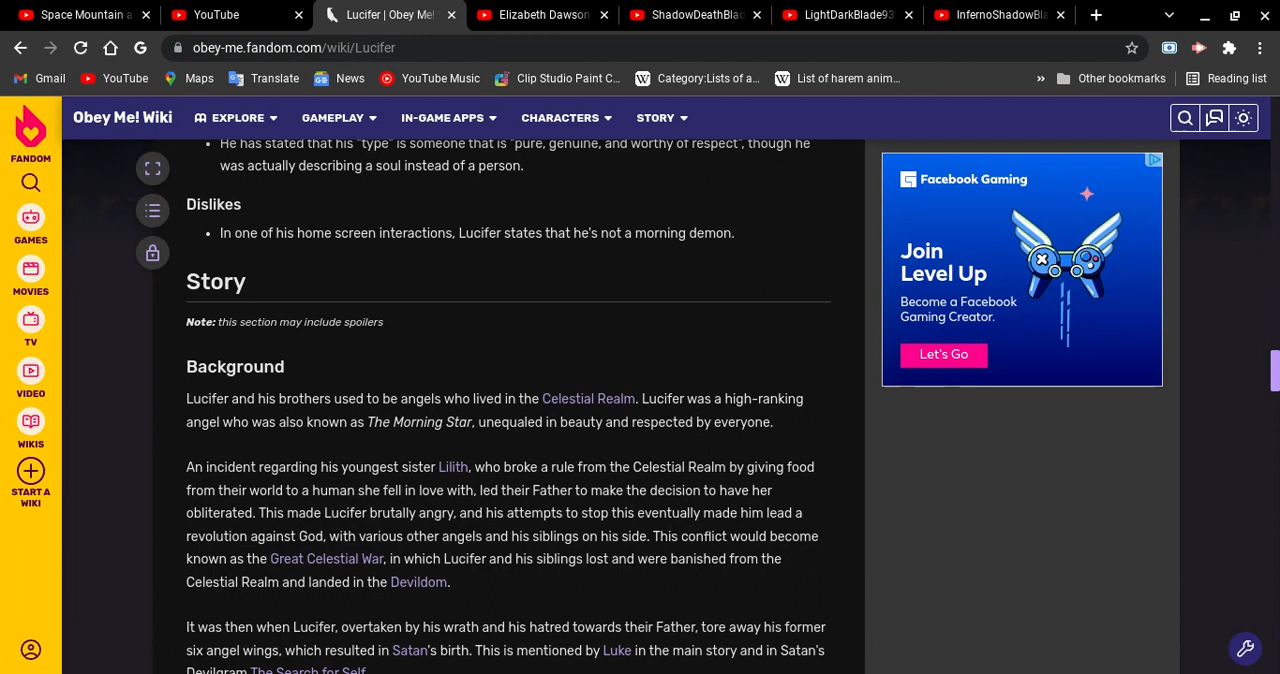 Space Mountain a
YouTube
Lucifer | Obey Me!
Elizabeth Dawson
ShadowDeathBlad
LightDarkBlade93
InfernoShadowBla
obey-me.fandom.com/wiki/Lucifer
Gmail
YouTube
Maps
Translate
News
YouTube Music
Clip Studio Paint C...
Category:Lists of a...
List of harem anim...
»
Other bookmarks
Reading list
FANDOM
GAMES
MOVIES
TV
VIDEO
WIKIS
START A
WIKI
Obey Me! Wiki
EXPLORE
GAMEPLAY
IN-GAME APPS
CHARACTERS
STORY
• He has stated that his "type" is someone that is "pure, genuine, and worthy of respect", though he
was actually describing a soul instead of a person.
Dislikes
• In one of his home screen interactions, Lucifer states that he's not a morning demon.
Story
Note: this section may include spoilers
Background
Lucifer and his brothers used to be angels who lived in the Celestial Realm. Lucifer was a high-ranking
angel who was also known as The Morning Star, unequaled in beauty and respected by everyone.
An incident regarding his youngest sister Lilith, who broke a rule from the Celestial Realm by giving food
from their world to a human she fell in love with, led their Father to make the decision to have her
obliterated. This made Lucifer brutally angry, and his attempts to stop this eventually made him lead a
revolution against God, with various other angels and his siblings on his side. This conflict would become
known as the Great Celestial War, in which Lucifer and his siblings lost and were banished from the
Celestial Realm and landed in the Devildom.
It was then when Lucifer, overtaken by his wrath and his hatred towards their Father, tore away his former
six angel wings, which resulted in Satan's birth. This is mentioned by Luke in the main story and in Satan's
Devilgram The Search for Self.
Facebook Gaming
Join
Level Up
Become a Facebook
Gaming Creator.
Let's Go